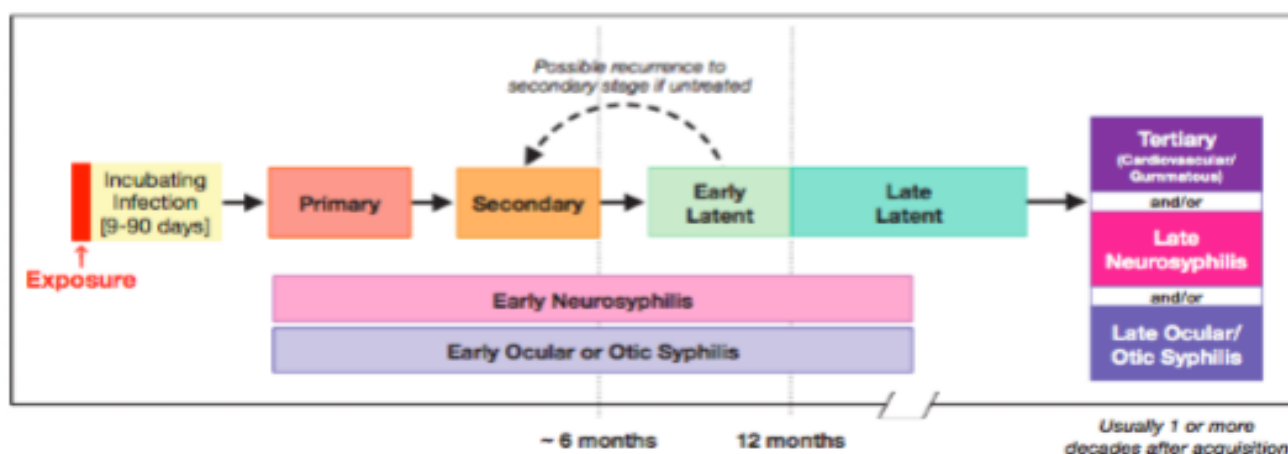 Possible recurrence to
secondary stage if untreated
Incubating
Infection
[9-90 days]
Exposure
Primary
Secondary
Early
Latent
Late
Latent
Tertiary
(Cardiovascular/
Gummatous)
and/or
Late
Neurosyphilis
and/or
Late Ocular/
Otic Syphilis
Early Neurosyphilis
Early Ocular or Otic Syphilis
~ 6 months
12 months
Usually 1 or more
decades after acquisition